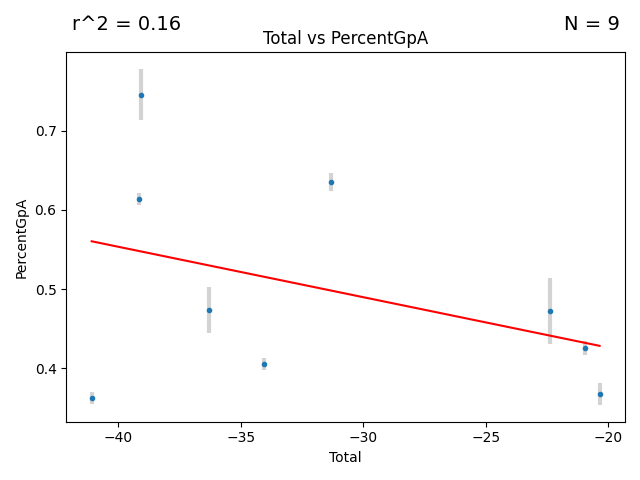 r^2 = 0.16
N = 9
Total vs PercentGpA
PercentGpA
0.7
0.6
0.5
0.4
−40
−35
−30
−25
−20
Total